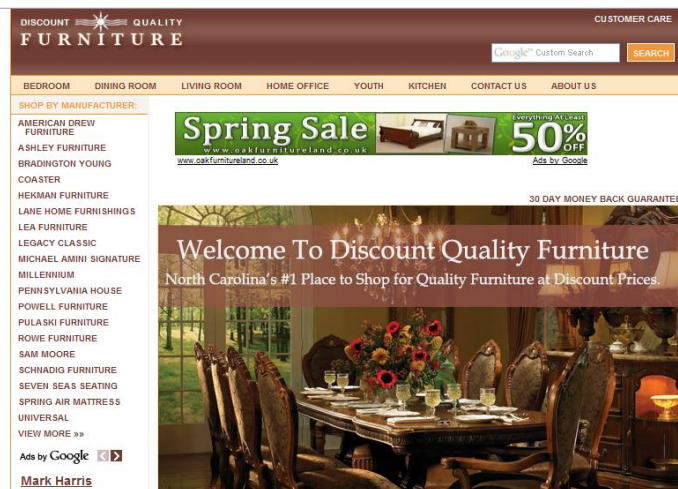 DISCOUNT QUALITY
FURNITURE
CUSTOMER CARE
Google™ Custom Search
SEARCH
BEDROOM DINING ROOM LIVING ROOM HOME OFFICE YOUTH KITCHEN CONTACT US ABOUT US
SHOP BY MANUFACTURER:
AMERICAN DREW
FURNITURE
ASHLEY FURNITURE
BRADINGTON YOUNG
COASTER
HEKMAN FURNITURE
LANE HOME FURNISHINGS
LEA FURNITURE
LEGACY CLASSIC
MICHAEL AMINI SIGNATURE
MILLENNIUM
PENNSYLVANIA HOUSE
POWELL FURNITURE
PULASKI FURNITURE
ROWE FURNITURE
SAM MOORE
SCHNADIG FURNITURE
SEVEN SEAS SEATING
SPRING AIR MATTRESS
UNIVERSAL
VIEW MORE »»
Ads by Google
Mark Harris
Spring Sale
www.oakfurnitureland.co.uk
Everything At Least
50% OFF
www.oakfurnitureland.co.uk
Ads by Google
30 DAY MONEY BACK GUARANTEE
Welcome To Discount Quality Furniture
North Carolina's #1 Place to Shop for Quality Furniture at Discount Prices.